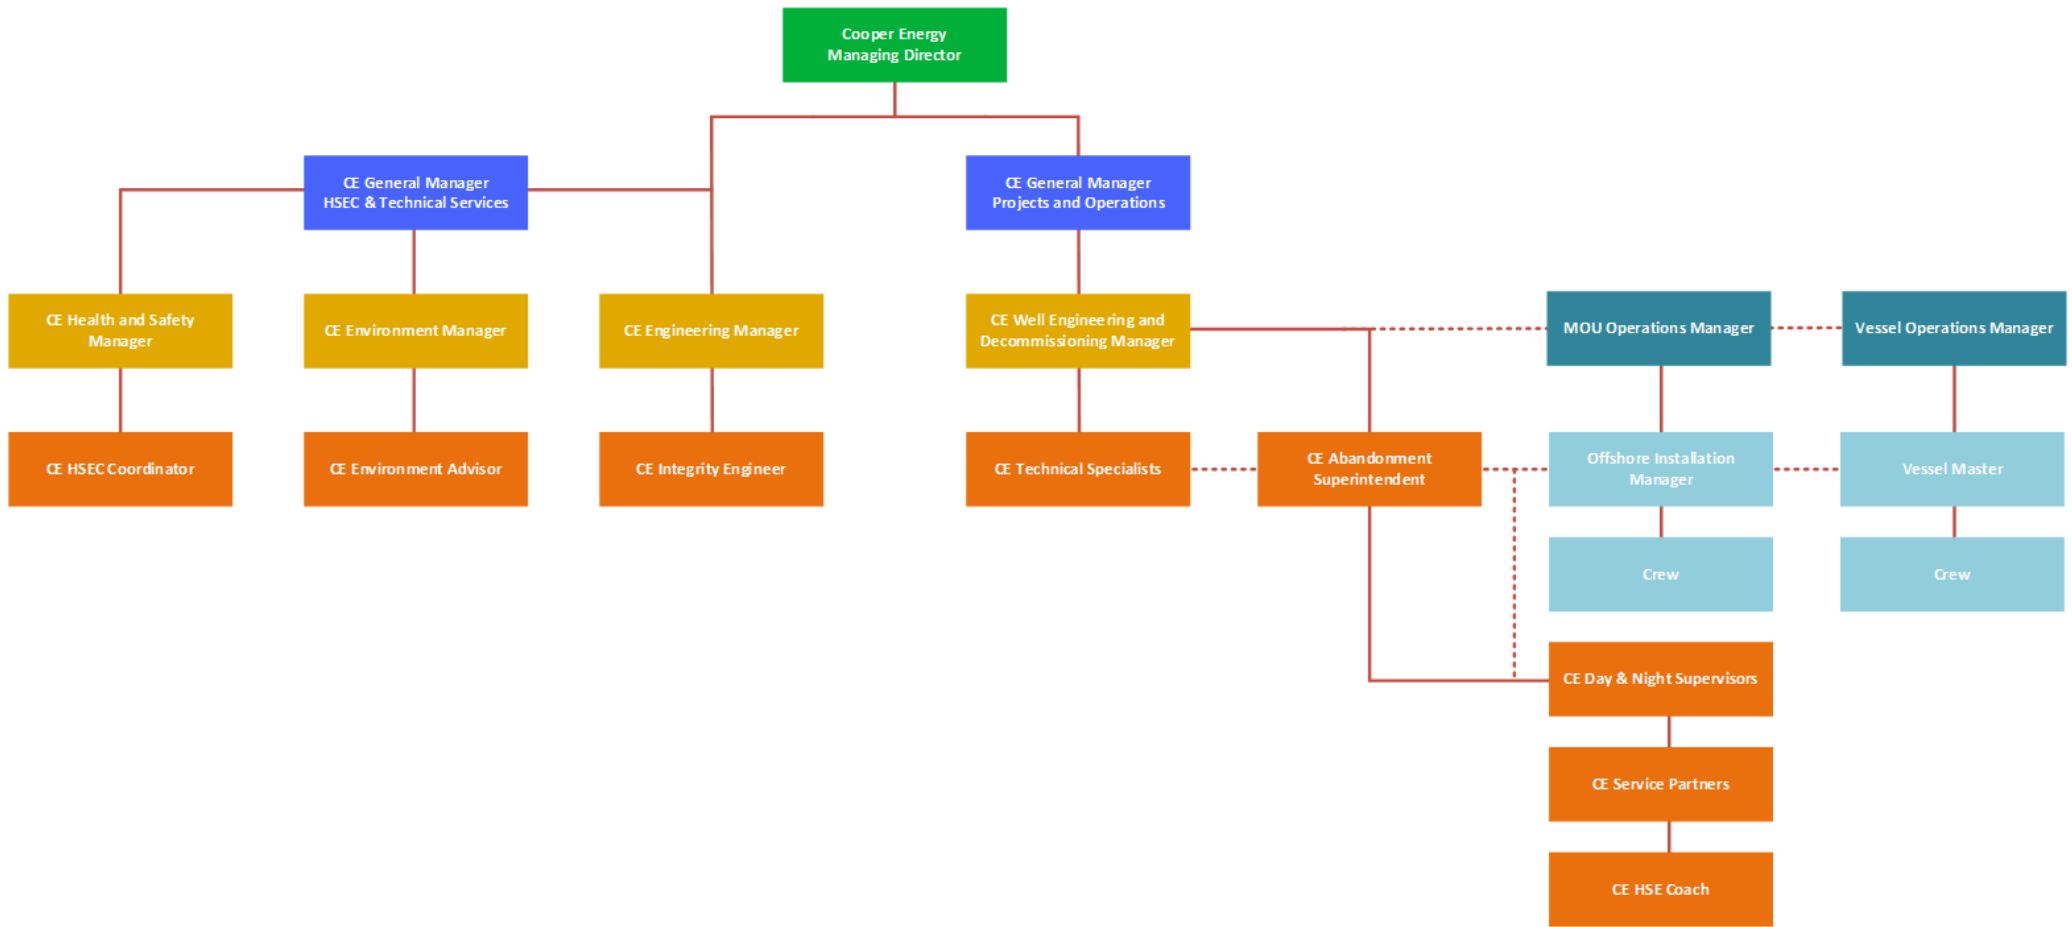 Cooper Energy
Managing Director
CE General Manager
HSEC & Technical Services
CE General Manager
Projects and Operations
CE Health and Safety
Manager
CE Environment Manager
CE Engineering Manager
CE Well Engineering and
Decommissioning Manager
MOU Operations Manager
Vessel Operations Manager
CE HSEC Coordinator
CE Environment Advisor
CE Integrity Engineer
CE Technical Specialists
CE Abandonment
Superintendent
Offshore Installation
Manager
Vessel Master
Crew
Crew
CE Day & Night Supervisors
CE Service Partners
CE HSE Coach